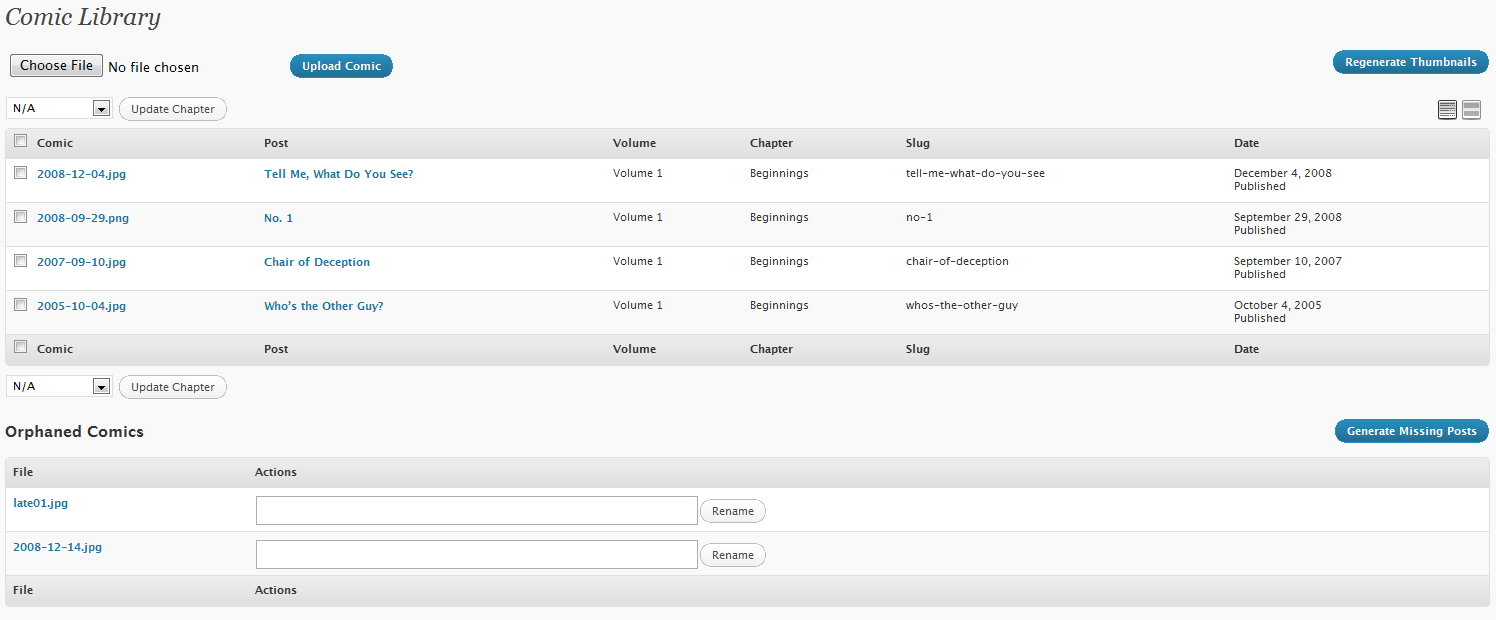 Comic Library
Choose File No file chosen Upload Comic Regenerate Thumbnails
N/A Update Chapter
Comic Post Volume Chapter Slug Date
2008-12-04.jpg Tell Me, What Do You See? Volume 1 Beginnings tell-me-what-do-you-see December 4, 2008
Published
2008-09-29.png No. 1 Volume 1 Beginnings no-1 September 29, 2008
Published
2007-09-10.jpg Chair of Deception Volume 1 Beginnings chair-of-deception September 10, 2007
Published
2005-10-04.jpg Who’s the Other Guy? Volume 1 Beginnings whos-the-other-guy October 4, 2005
Published
Comic Post Volume Chapter Slug Date
N/A Update Chapter
Orphaned Comics Generate Missing Posts
File Actions
late01.jpg Rename
2008-12-14.jpg Rename
File Actions